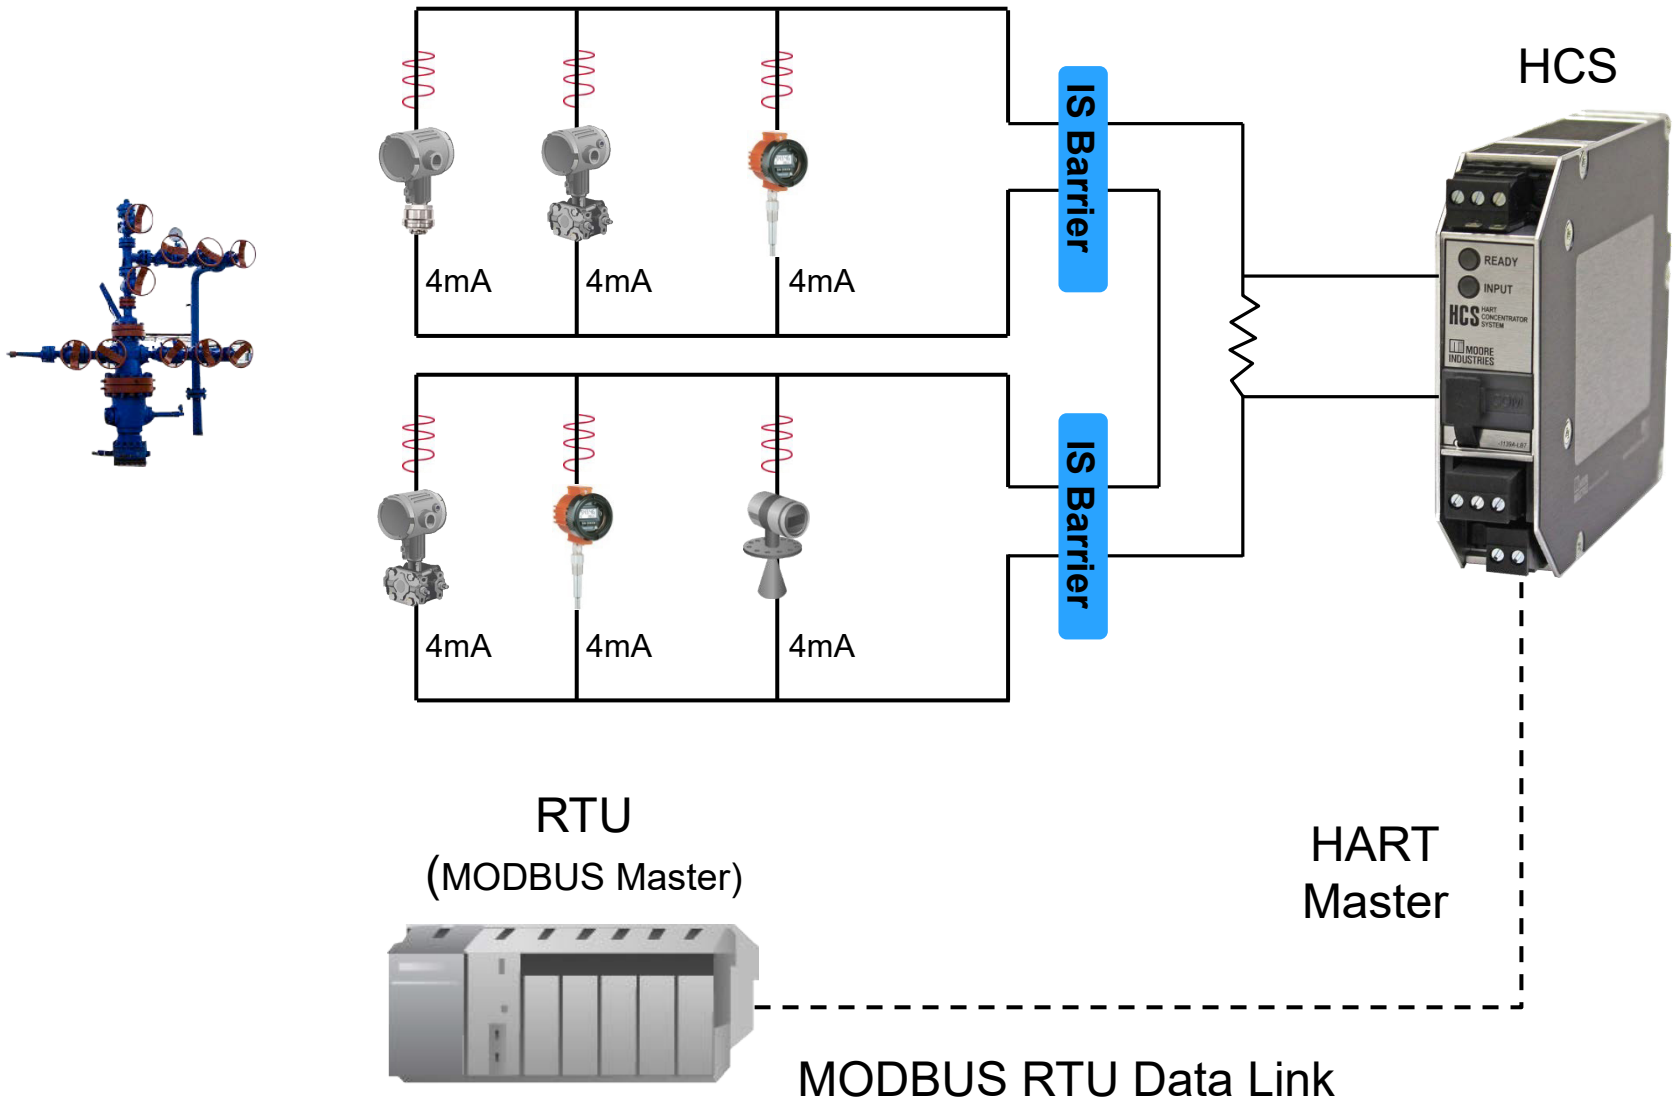 HCS
IS Barrier
4mA
4mA
4mA
READY
INPUT
HCS HART
CONCENTRATOR
SYSTEM
MOORE
INDUSTRIES
COM
IS Barrier
4mA
4mA
4mA
RTU
(MODBUS Master)
HART
Master
MODBUS RTU Data Link